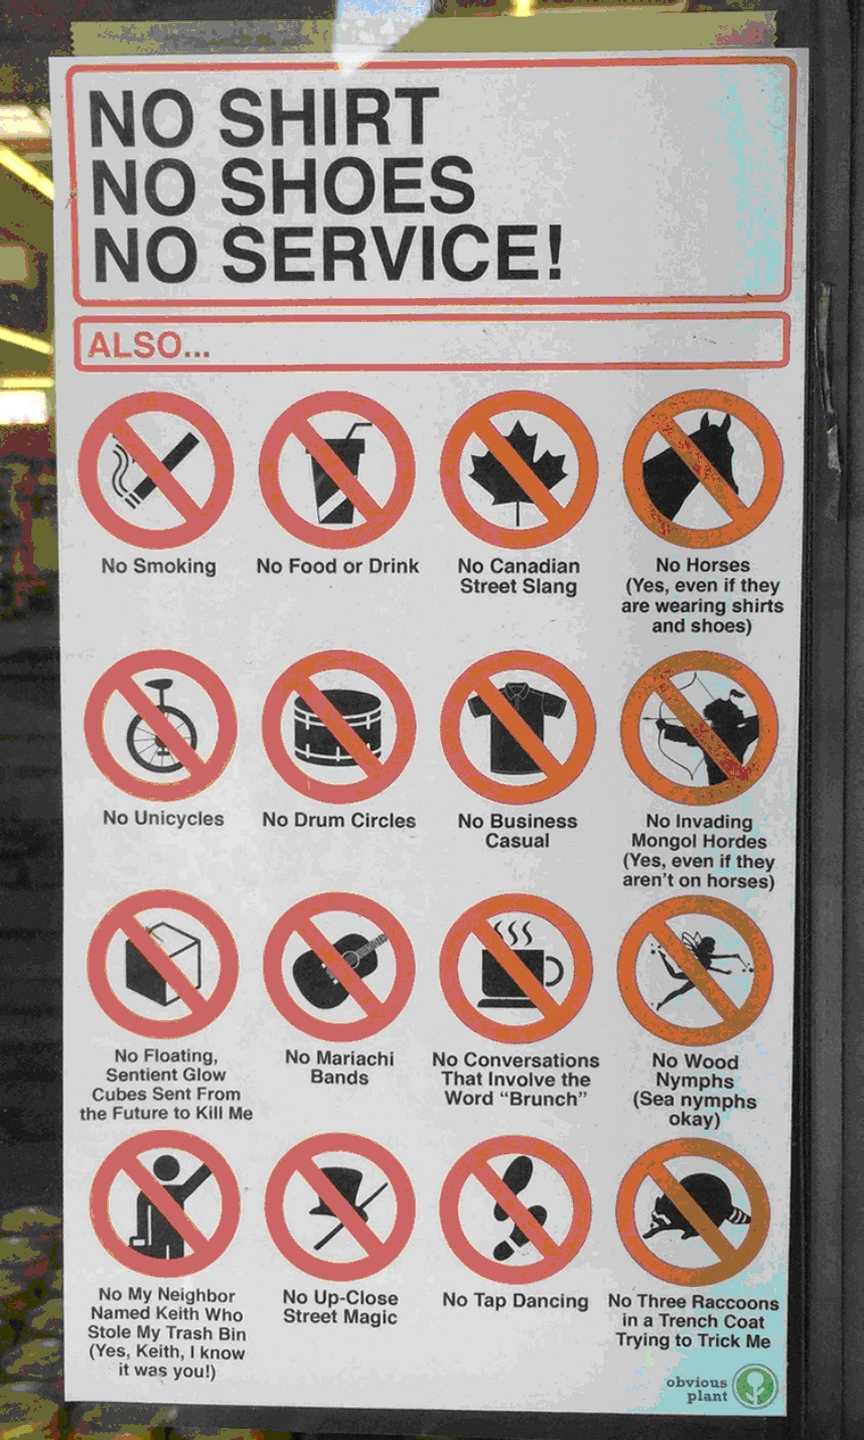 NO SHIRT
NO SHOES
NO SERVICE!
ALSO...
No Smoking
No Food or Drink
No Canadian
Street Slang
No Horses
(Yes, even if they
are wearing shirts
and shoes)
No Unicycles
No Drum Circles
No Business
Casual
No Invading
Mongol Hordes
(Yes, even if they
aren't on horses)
No Floating,
Sentient Glow
Cubes Sent From
the Future to Kill Me
No Mariachi
Bands
No Conversations
That Involve the
Word "Brunch"
No Wood
Nymphs
(Sea nymphs
okay)
No My Neighbor
Named Keith Who
Stole My Trash Bin
(Yes, Keith, I know
it was you!)
No Up-Close
Street Magic
No Tap Dancing
No Three Raccoons
in a Trench Coat
Trying to Trick Me
obvious
plant